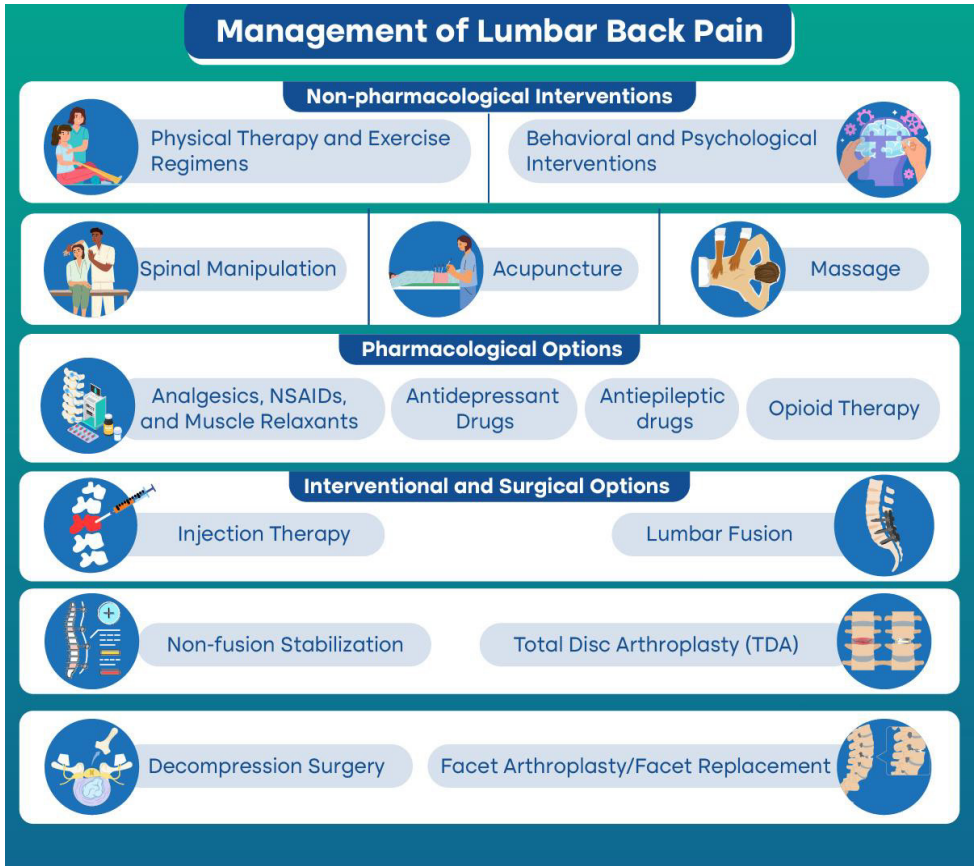 Management of Lumbar Back Pain
Non-pharmacological Interventions
Physical Therapy and Exercise
Regimens
Behavioral and Psychological
Interventions
Spinal Manipulation
Acupuncture
Massage
Pharmacological Options
Analgesics, NSAIDs,
and Muscle Relaxants
Antidepressant
Drugs
Antiepileptic
drugs
Opioid Therapy
Interventional and Surgical Options
Injection Therapy
Lumbar Fusion
Non-fusion Stabilization
Total Disc Arthroplasty (TDA)
Decompression Surgery
Facet Arthroplasty/Facet Replacement